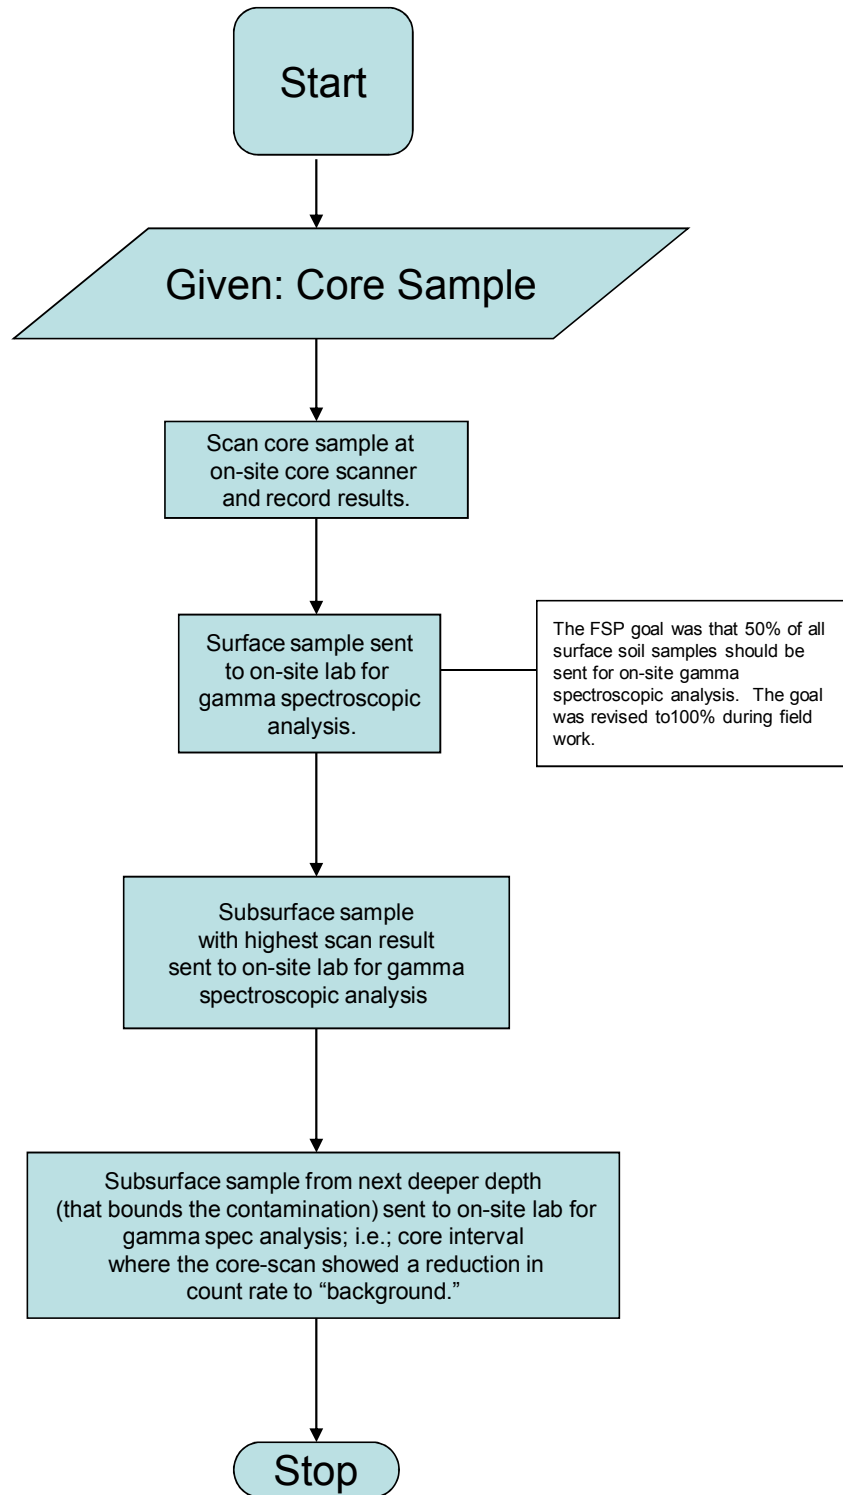 Start
Given: Core Sample
Scan core sample at
on-site core scanner
and record results.
Surface sample sent
to on-site lab for
gamma spectroscopic
analysis.
The FSP goal was that 50% of all
surface soil samples should be
sent for on-site gamma
spectroscopic analysis. The goal
was revised to100% during field
work.
Subsurface sample
with highest scan result
sent to on-site lab for gamma
spectroscopic analysis
Subsurface sample from next deeper depth
(that bounds the contamination) sent to on-site lab for
gamma spec analysis; i.e.; core interval
where the core-scan showed a reduction in
count rate to “background.”
Stop